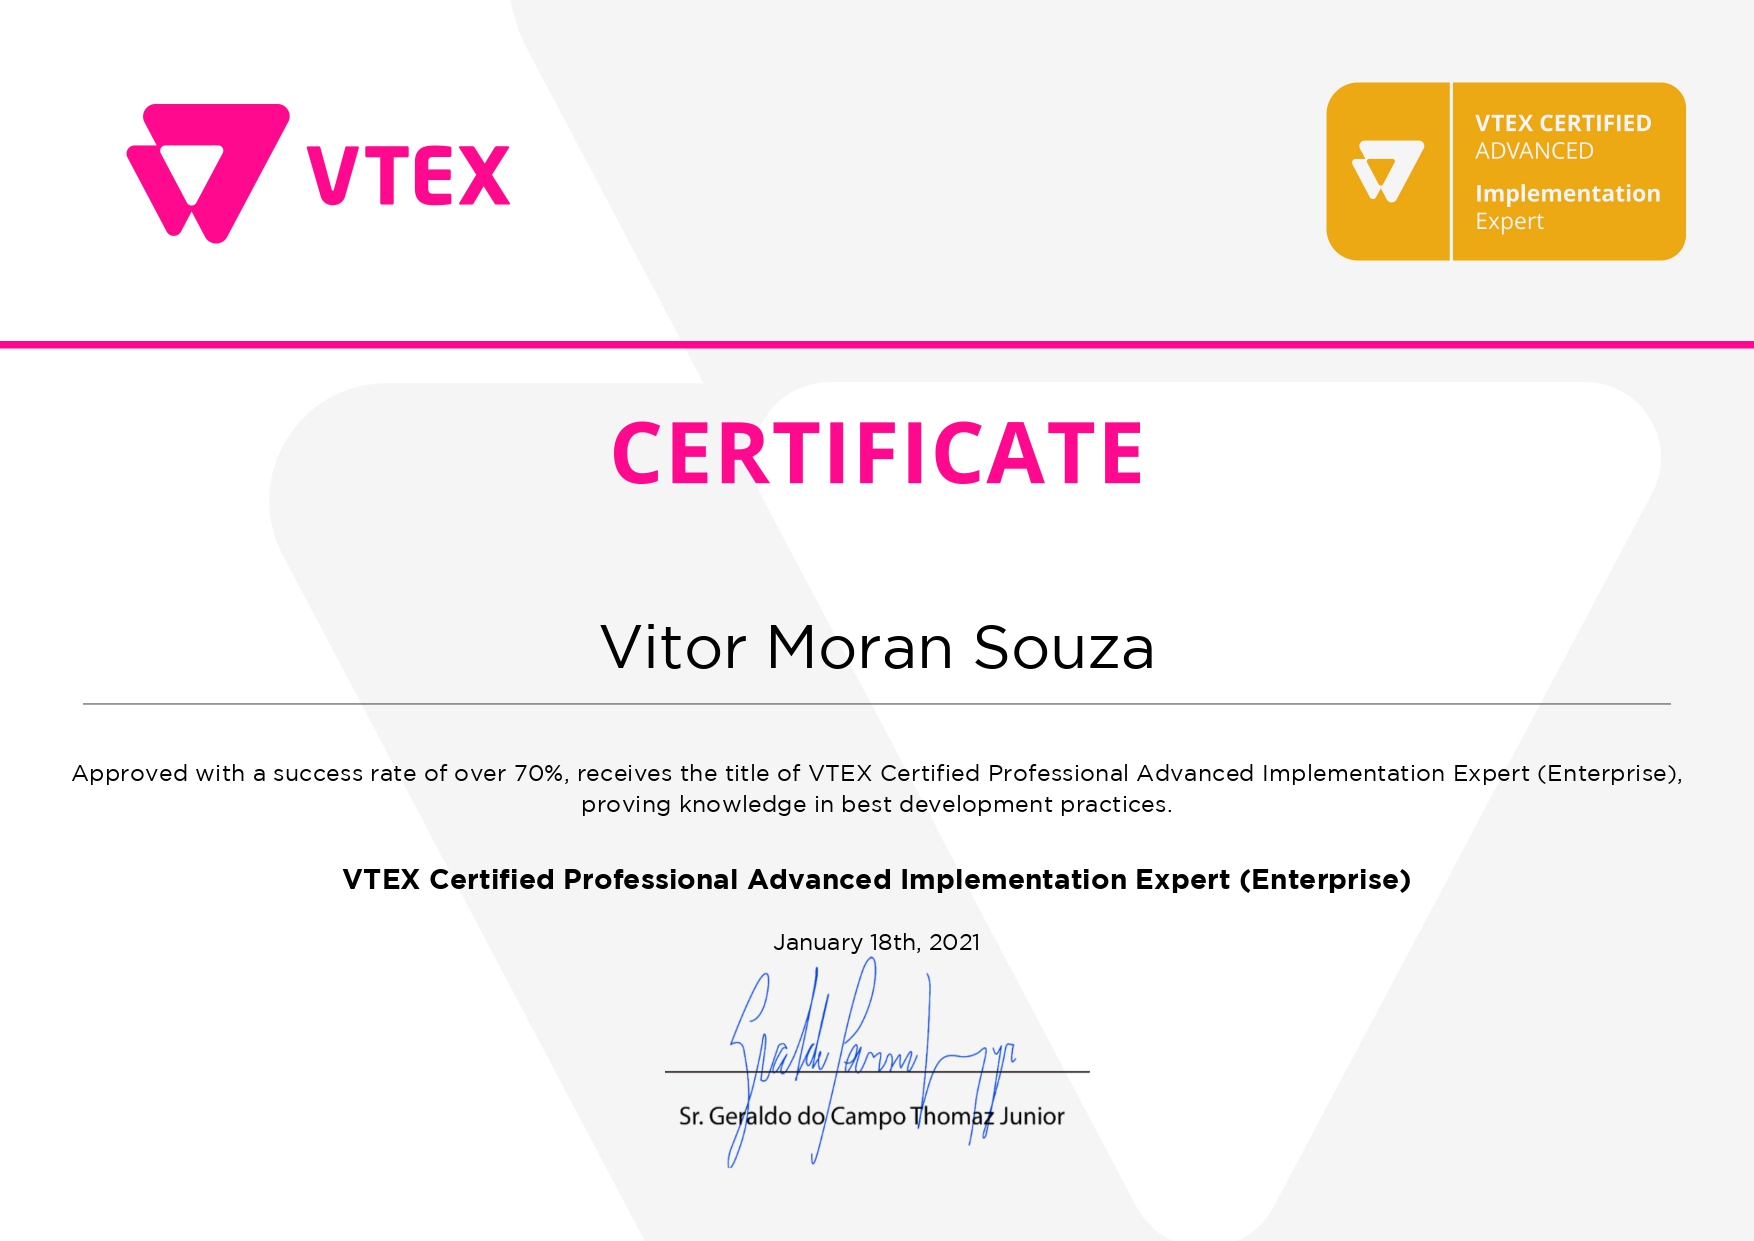 VTEX
VTEX CERTIFIED
ADVANCED
Implementation
Expert
CERTIFICATE
Vitor Moran Souza
Approved with a success rate of over 70%, receives the title of VTEX Certified Professional Advanced Implementation Expert (Enterprise),
proving knowledge in best development practices.
VTEX Certified Professional Advanced Implementation Expert (Enterprise)
January 18th, 2021
Sr. Geraldo do Campo Thomaz Junior